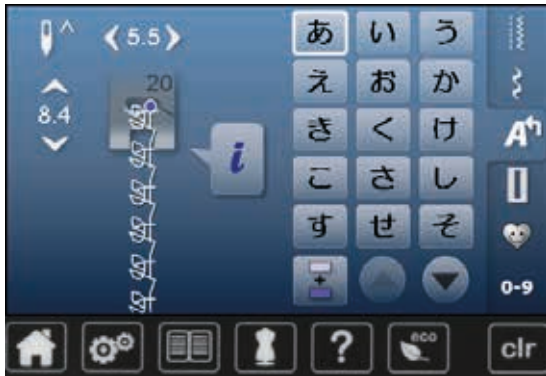 5.5
あ い う
20
え お か
8.4
き く け
A
i
こ さ し
す せ そ
+
0-9
? eco clr